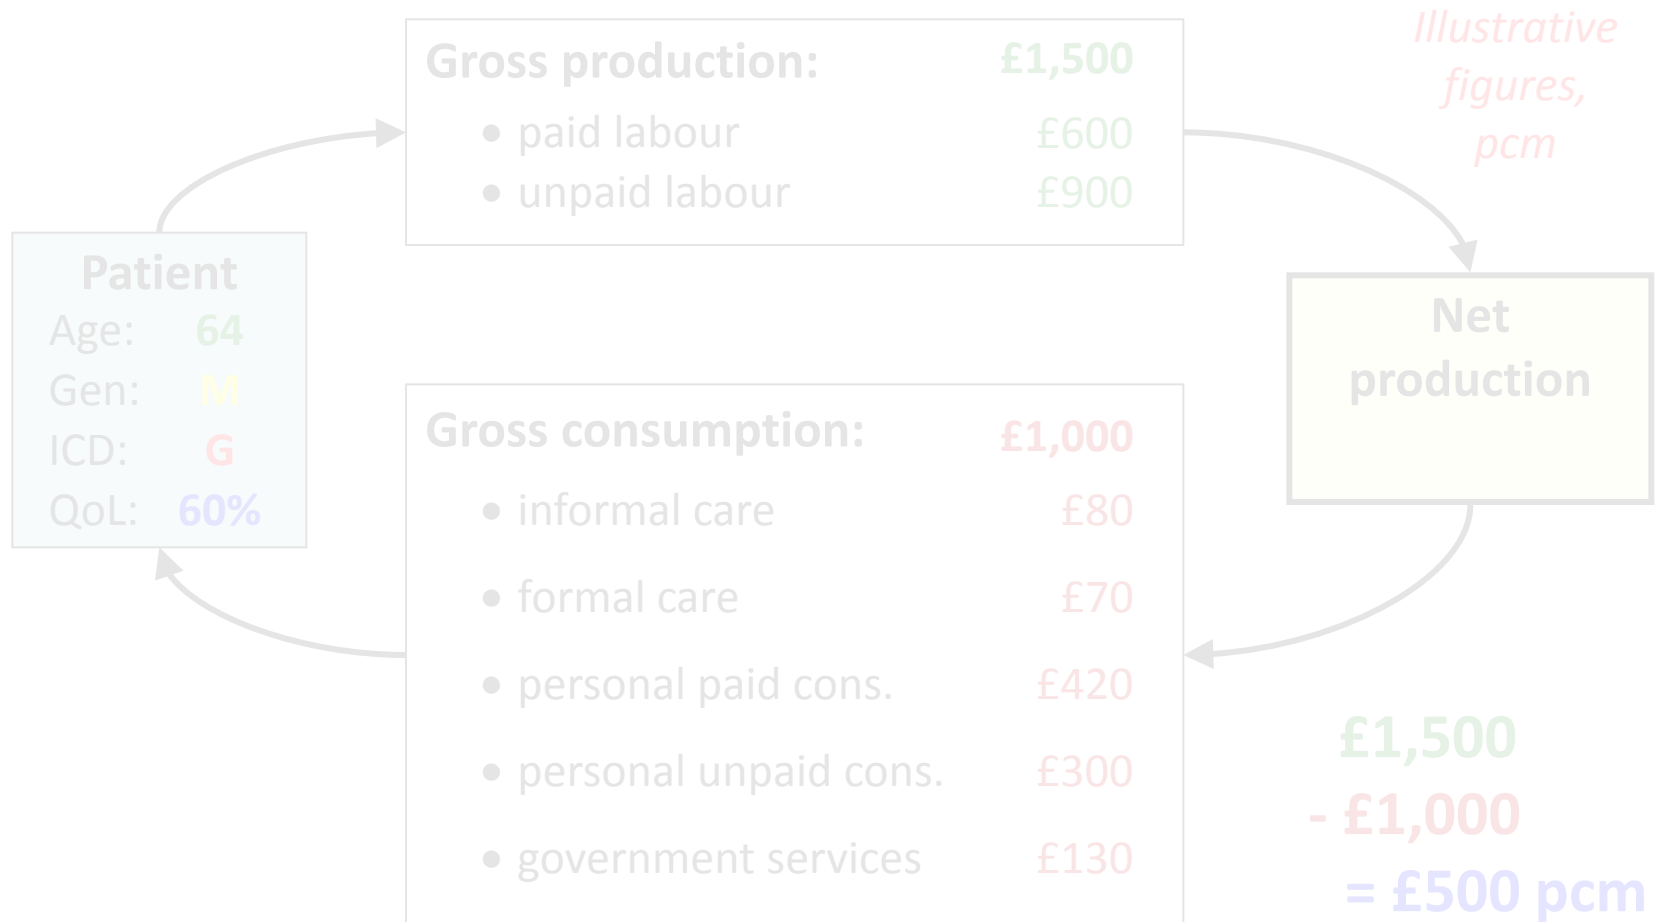 Illustrative
figures,
pcm
Gross production: £1,500
• paid labour £600
• unpaid labour £900
Patient
Age: 64
Gen: M
ICD: G
QoL: 60%
Net
production
Gross consumption: £1,000
• informal care £80
• formal care £70
• personal paid cons. £420
• personal unpaid cons. £300
• government services £130
£1,500
- £1,000
= £500 pcm